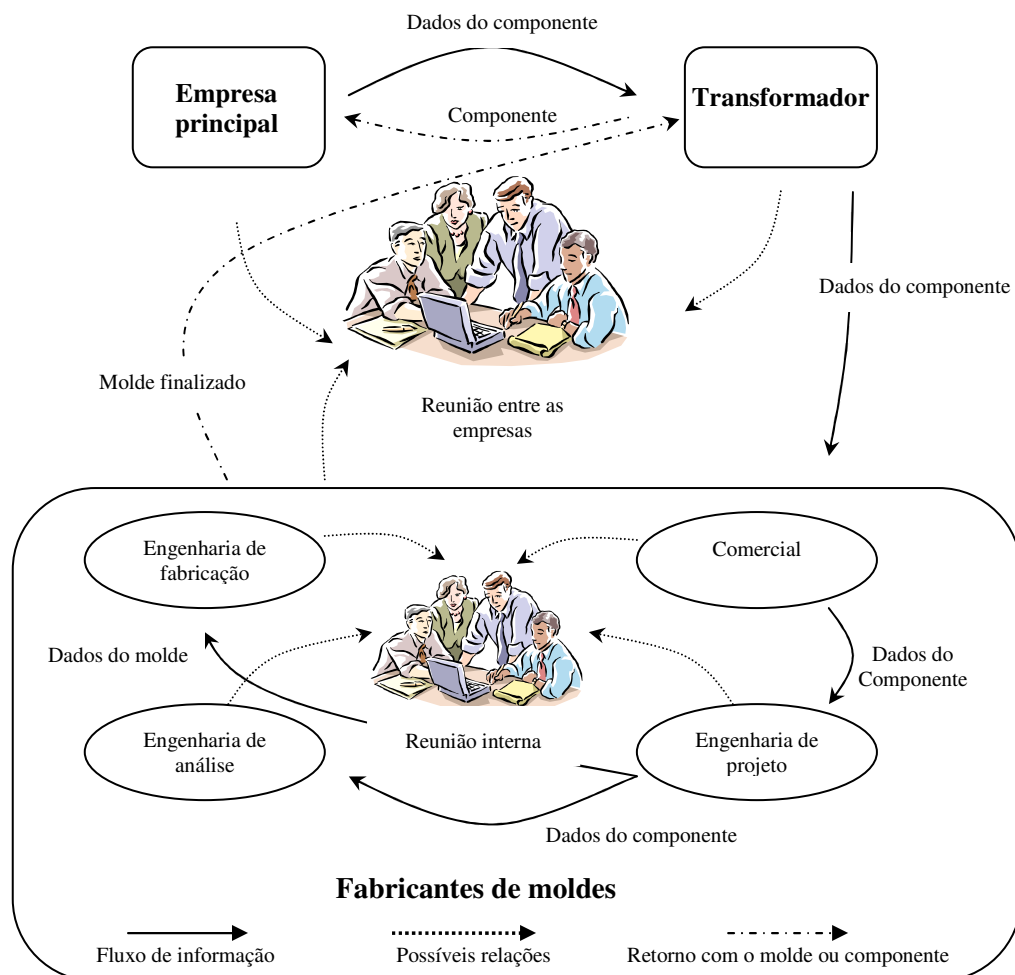 Dados do componente
Empresa
principal
Transformador
Componente
Dados do componente
Molde finalizado
Reunião entre as
empresas
Engenharia de
fabricação
Comercial
Dados do molde
Dados do
Componente
Engenharia de
análise
Reunião interna
Engenharia de
projeto
Dados do componente
Fabricantes de moldes
Fluxo de informação
Possíveis relações
Retorno com o molde ou componente